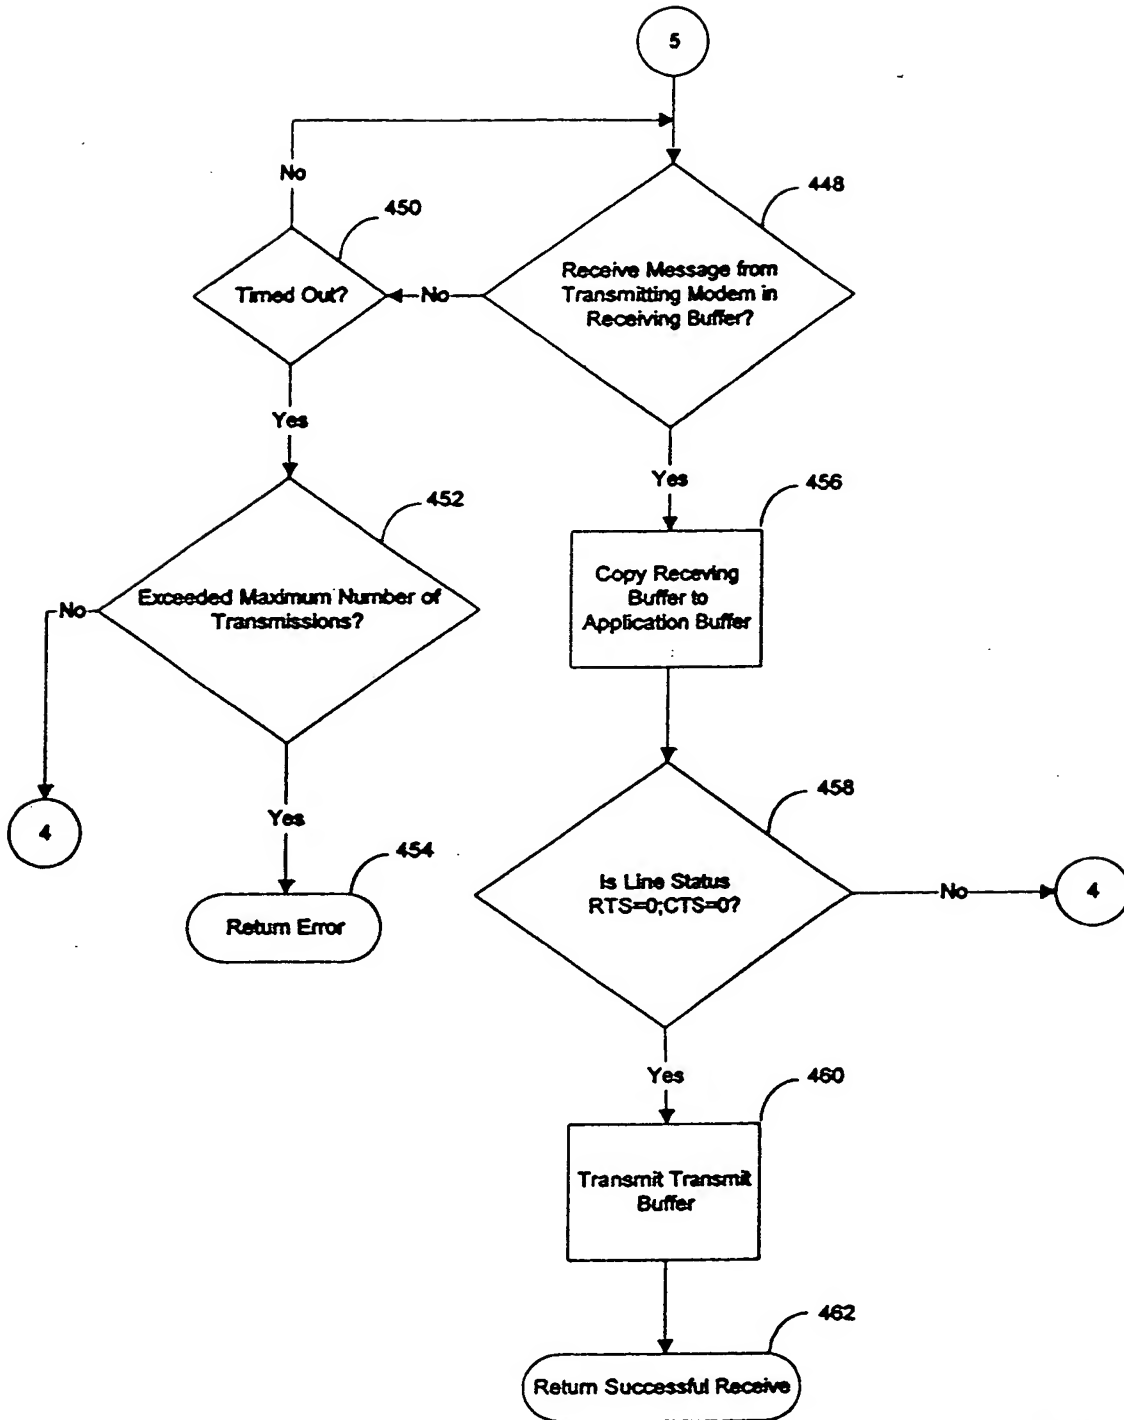 5
No
448
450
Receive Message from
Transmitting Modem in
Receiving Buffer?
Timed Out?
No
Yes
Yes
452
456
Exceeded Maximum Number of
Transmissions?
No
Copy Receving
Buffer to
Application Buffer
4
Yes
458
454
Is Line Status
RTS=0;CTS=0?
No
4
Return Error
Yes
460
Transmit Transmit
Buffer
462
Return Successful Receive